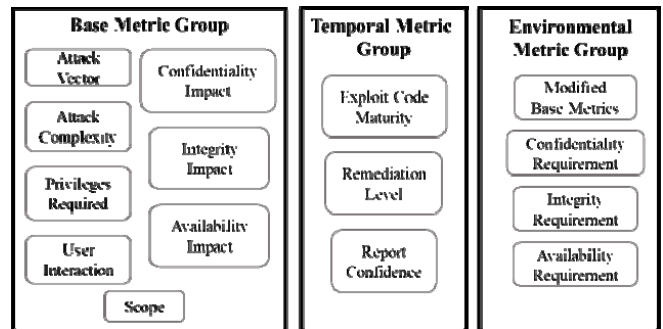 Base Metric Group
Attack
Vector
Attack
Complexity
Privileges
Required
User
Interaction
Confidentiality
Impact
Integrity
Impact
Availability
Impact
Scope
Temporal Metric
Group
Exploit Code
Maturity
Remediation
Level
Report
Confidence
Environmental
Metric Group
Modified
Base Metrics
Confidentiality
Requirement
Integrity
Requirement
Availability
Requirement